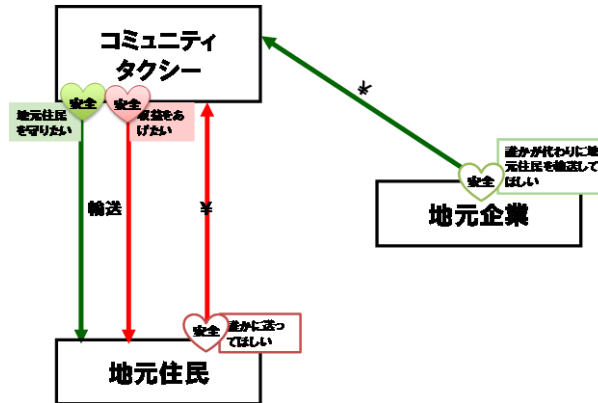 コミュニティ
タクシー
安全
安全
地元住民
を守りたい
収益をあ
げたい
¥
誰かが代わりに地
元住民を輸送して
ほしい
安全
地元企業
輸送
¥
安全
誰かに送っ
てほしい
地元住民